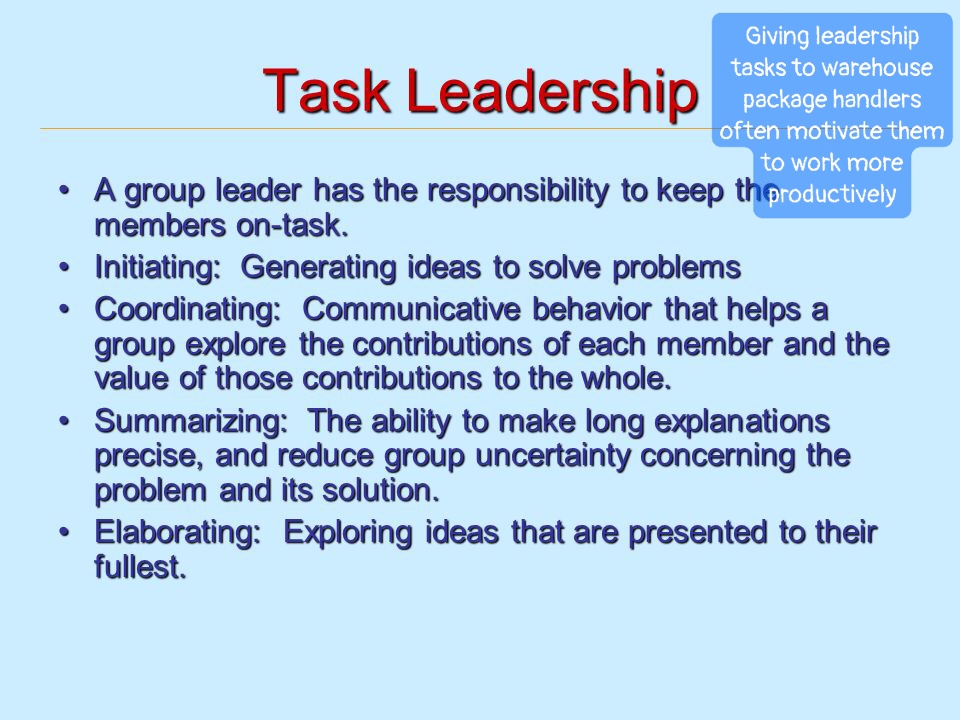 Task Leadership
Giving leadership
tasks to warehouse
package handlers
often motivate them
to work more
productively
• A group leader has the responsibility to keep the
members on-task.
• Initiating: Generating ideas to solve problems
• Coordinating: Communicative behavior that helps a
group explore the contributions of each member and the
value of those contributions to the whole.
• Summarizing: The ability to make long explanations
precise, and reduce group uncertainty concerning the
problem and its solution.
• Elaborating: Exploring ideas that are presented to their
fullest.